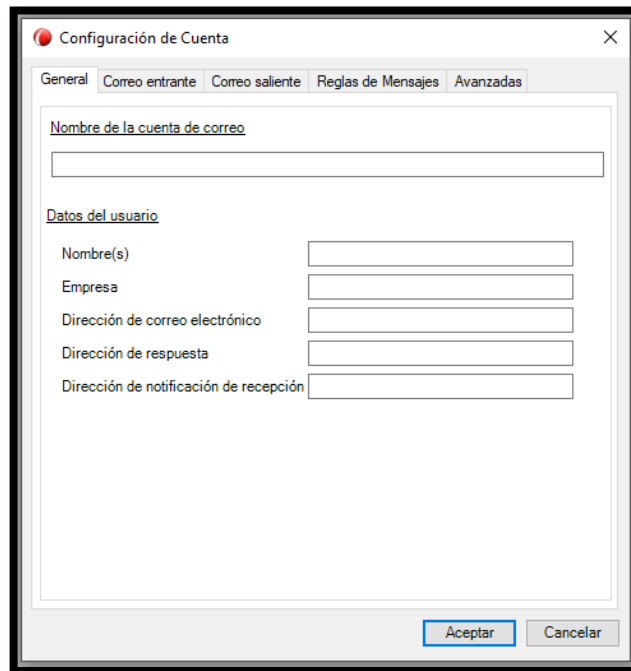 Configuración de Cuenta
General Correo entrante Correo saliente Reglas de Mensajes Avanzadas
Nombre de la cuenta de correo
Datos del usuario
Nombre(s)
Empresa
Dirección de correo electrónico
Dirección de respuesta
Dirección de notificación de recepción
Aceptar Cancelar